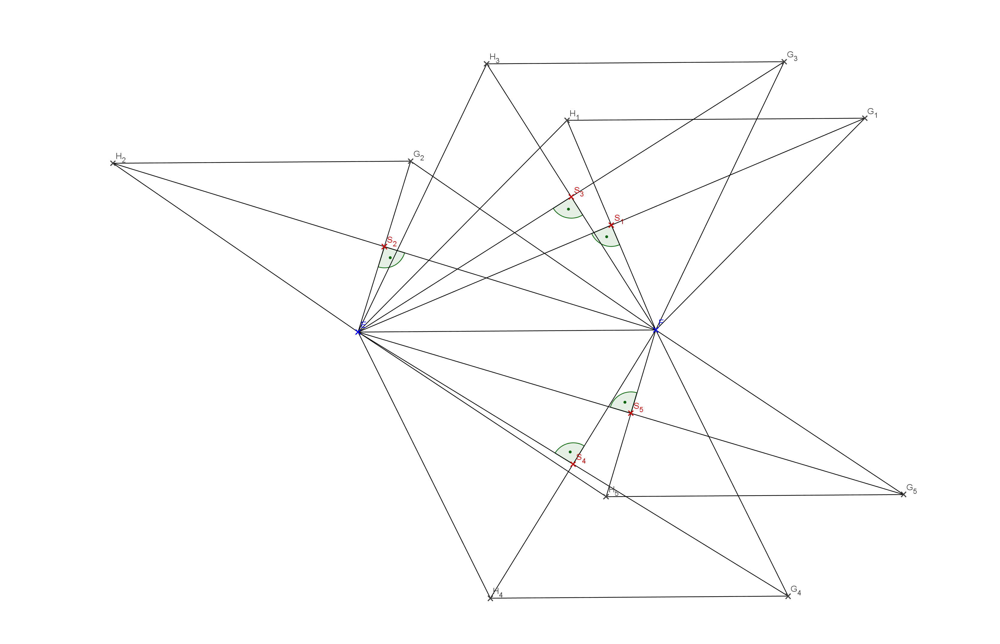 H₃
G₃
H₁
G₁
H₂
G₂
S₃
S₁
S₂
E
F
S₅
S₄
H₅
G₅
H₄
G₄